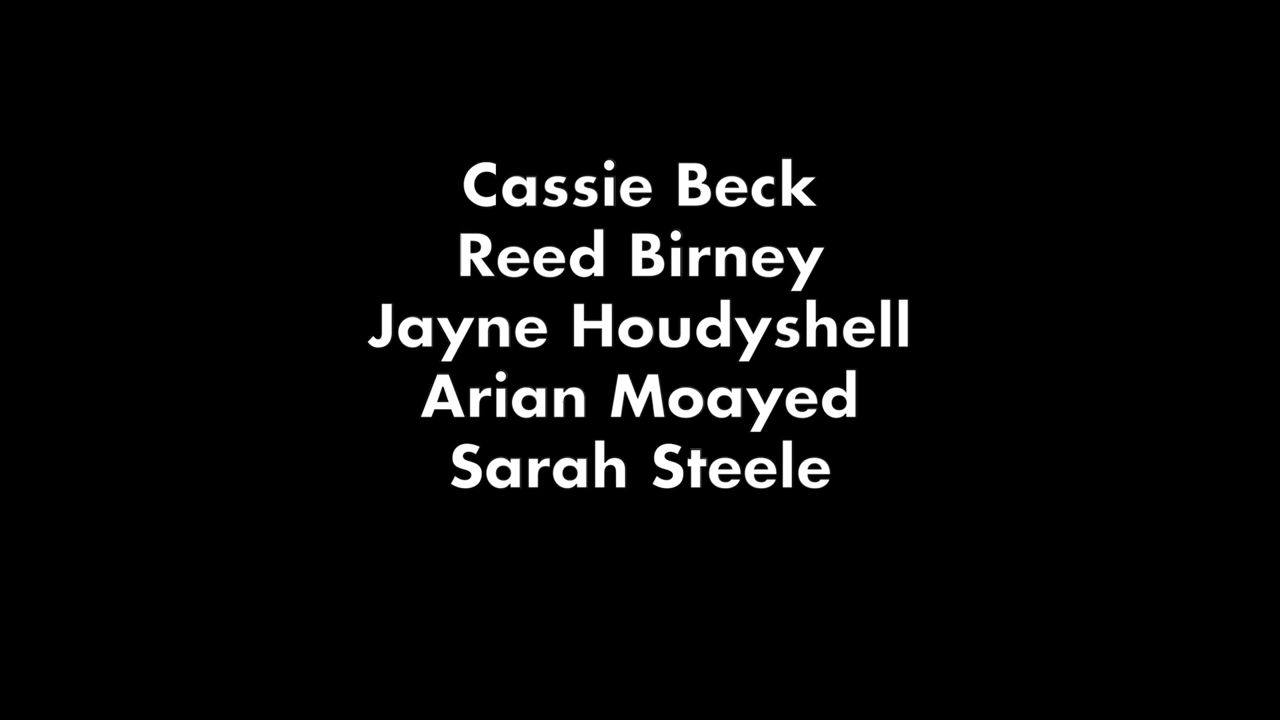 Cassie Beck
Reed Birney
Jayne Houdyshell
Arian Moayed
Sarah Steele